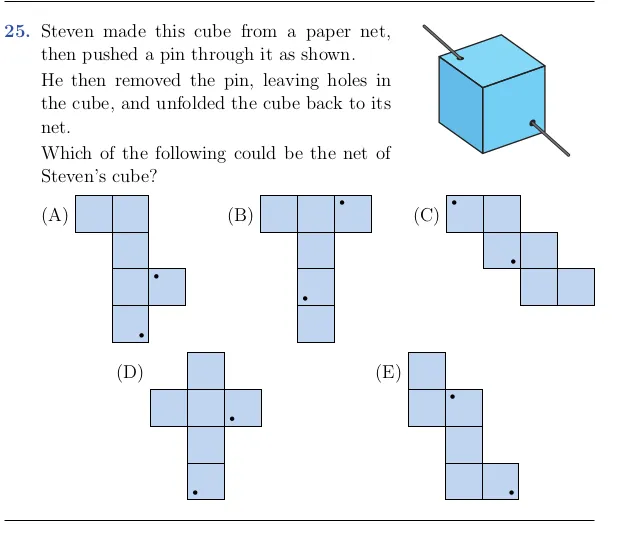 25. Steven made this cube from a paper net,
then pushed a pin through it as shown.
He then removed the pin, leaving holes in
the cube, and unfolded the cube back to its
net.
Which of the following could be the net of
Steven's cube?
(A) (B) (C)
(D) (E)